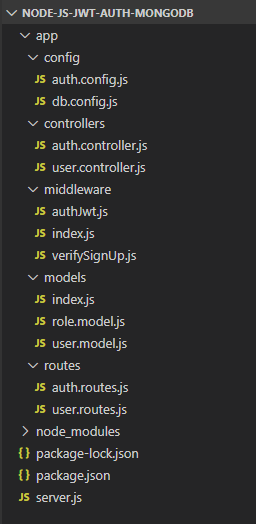 NODE-JS-JWT-AUTH-MONGODB
app
config
JS auth.config.js
JS db.config.js
controllers
JS auth.controller.js
JS user.controller.js
middleware
JS authJwt.js
JS index.js
JS verifySignUp.js
models
JS index.js
JS role.model.js
JS user.model.js
routes
JS auth.routes.js
JS user.routes.js
node_modules
{} package-lock.json
{} package.json
JS server.js